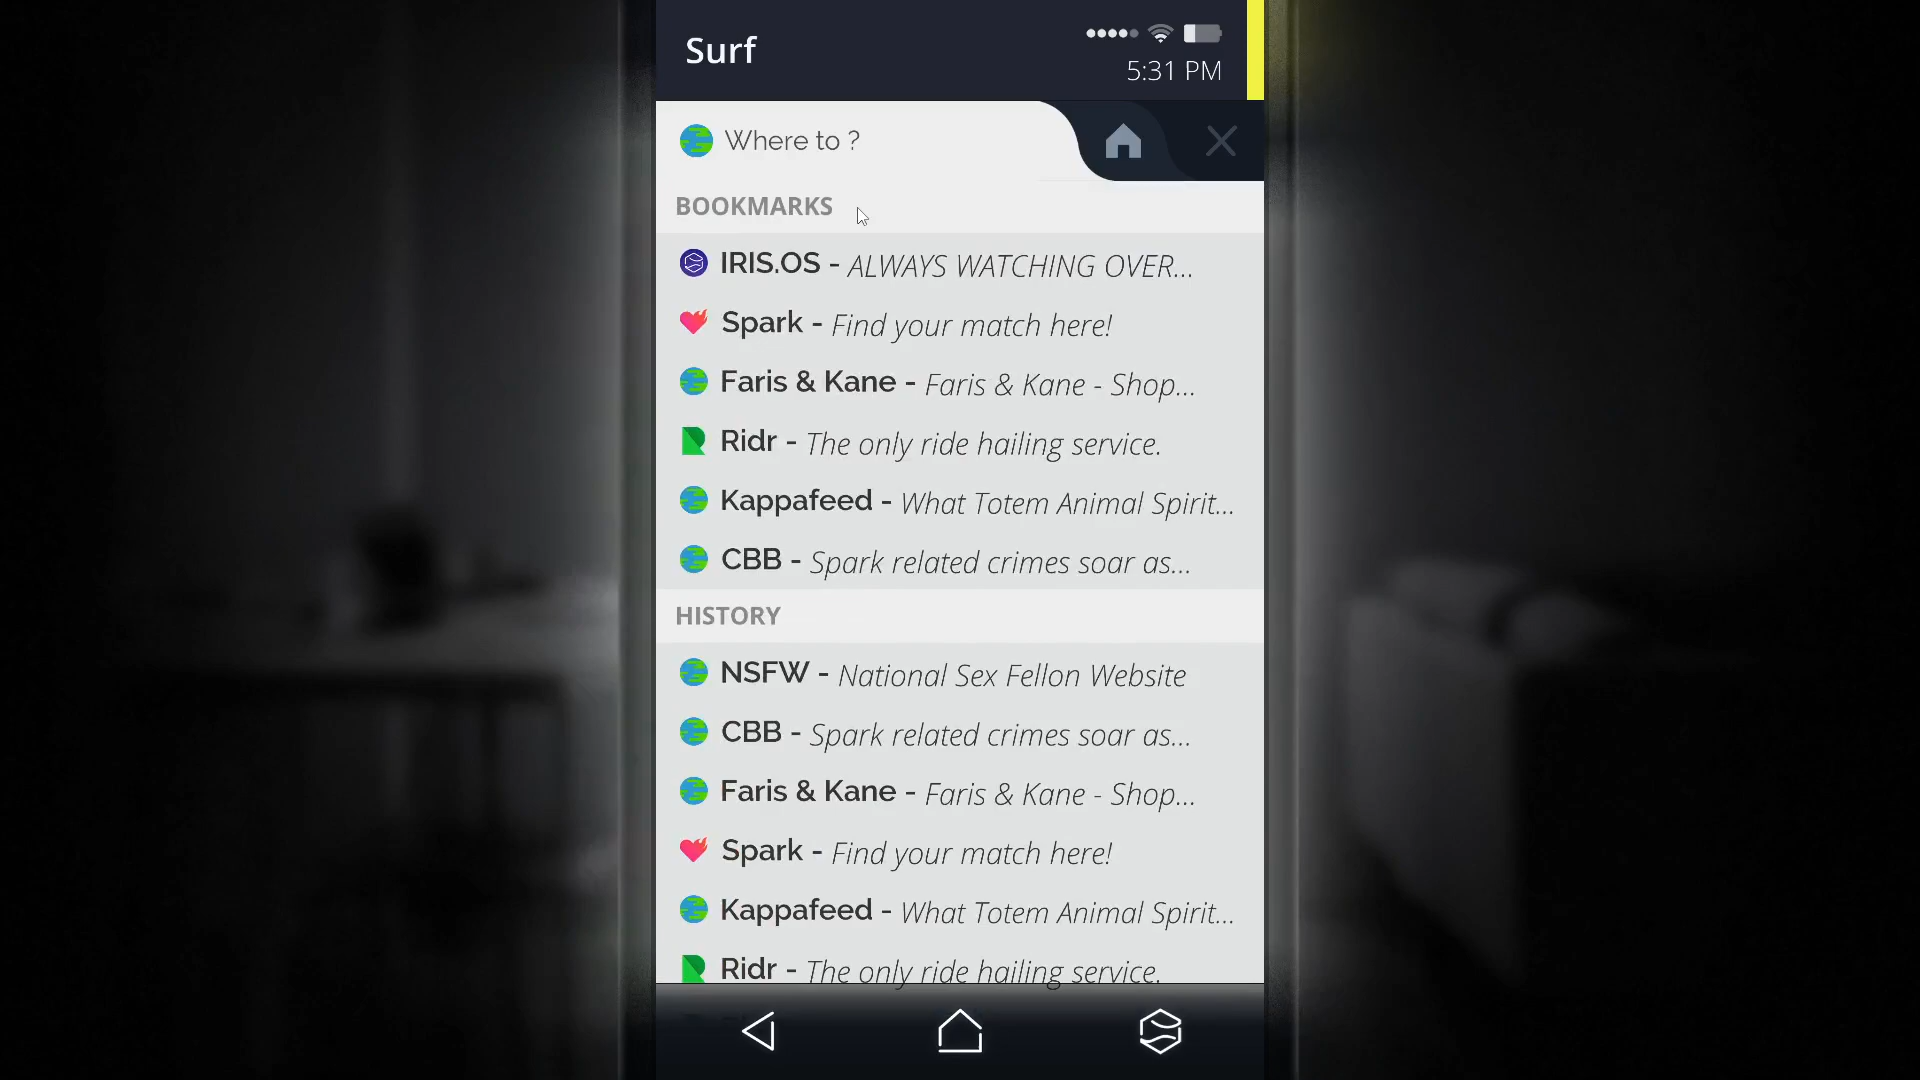 Surf
5:31 PM
Where to ?
BOOKMARKS
IRIS.OS - ALWAYS WATCHING OVER...
Spark - Find your match here!
Faris & Kane - Faris & Kane - Shop...
Ridr - The only ride hailing service.
Kappafeed - What Totem Animal Spirit...
CBB - Spark related crimes soar as...
HISTORY
NSFW - National Sex Fellon Website
CBB - Spark related crimes soar as...
Faris & Kane - Faris & Kane - Shop...
Spark - Find your match here!
Kappafeed - What Totem Animal Spirit...
Ridr - The only ride hailing service.